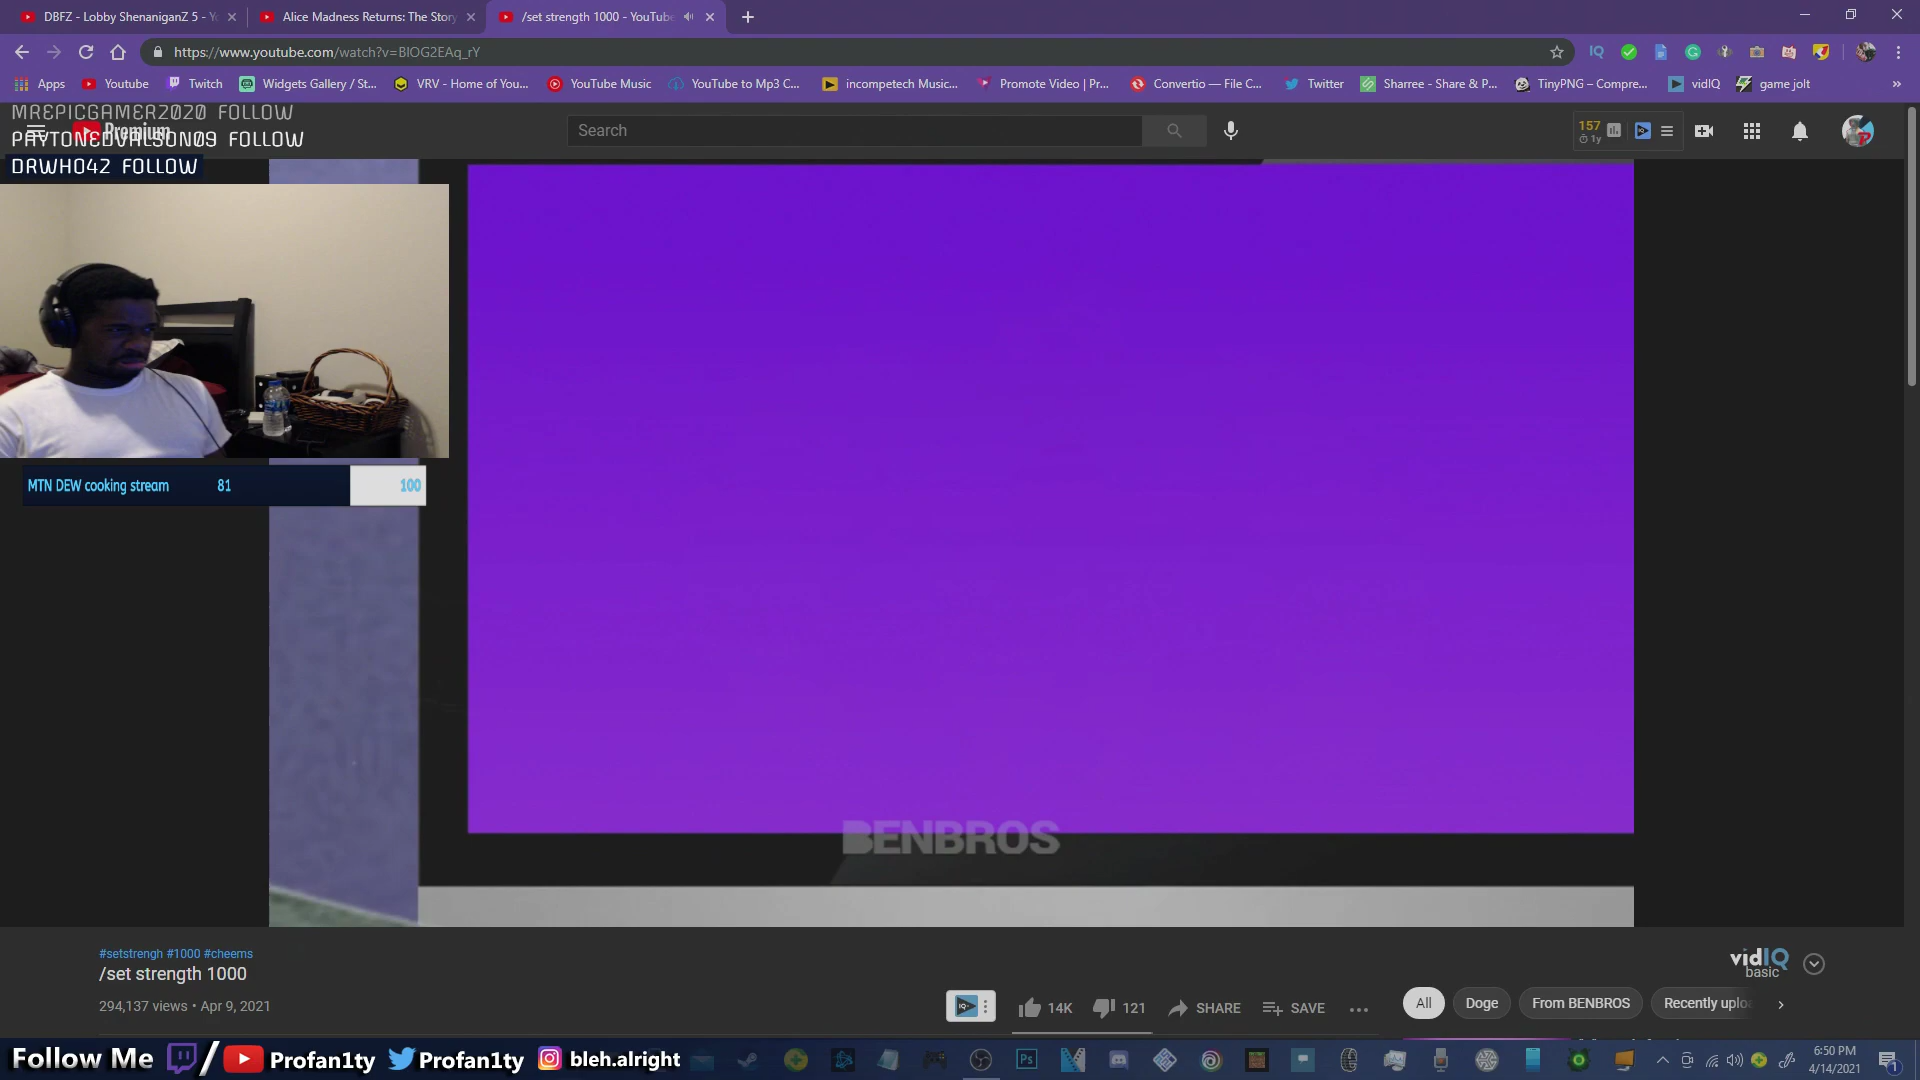 DBFZ - Lobby ShenaniganZ 5 - Y
Alice Madness Returns: The Story
/set strength 1000 - YouTube
https://www.youtube.com/watch?v=BlOG2EAq_rY
Apps
Youtube
Twitch
Widgets Gallery / St...
VRV - Home of You...
YouTube Music
YouTube to Mp3 C...
incompetech Music...
Promote Video | Pr...
Convertio — File C...
Twitter
Sharree - Share & P...
TinyPNG – Compre...
vidIQ
game jolt
MREPICGAMER2020 FOLLOW
Premium
PAYTONEDVALSON09 FOLLOW
DRWHO42 FOLLOW
Search
157
1y
MTN DEW cooking stream 81 100
BENBROS
#setstrengh #1000 #cheems
/set strength 1000
294,137 views • Apr 9, 2021
14K
121
SHARE
SAVE
vidIQ
basic
All
Doge
From BENBROS
Recently uplo
Follow Me / Profan1ty Profan1ty bleh.alright
6:50 PM
4/14/2021
1